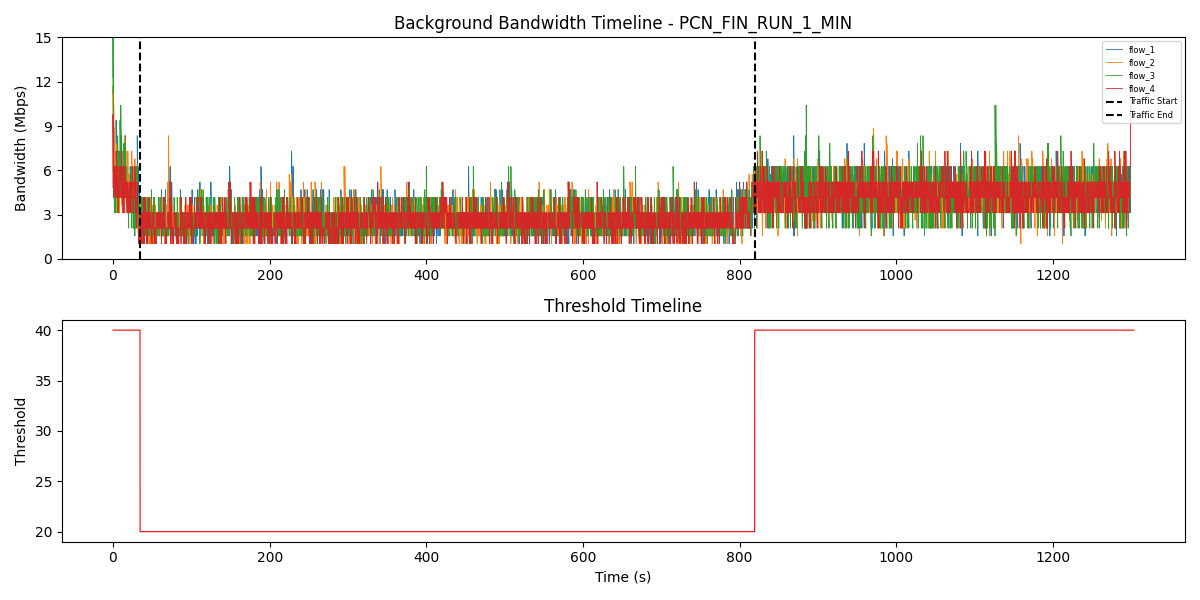 Background Bandwidth Timeline - PCN_FIN_RUN_1_MIN
Bandwidth (Mbps)
15
12
9
6
3
0
flow_1
flow_2
flow_3
flow_4
Traffic Start
Traffic End
0 200 400 600 800 1000 1200
Threshold Timeline
Threshold
40
35
30
25
20
0 200 400 600 800 1000 1200
Time (s)